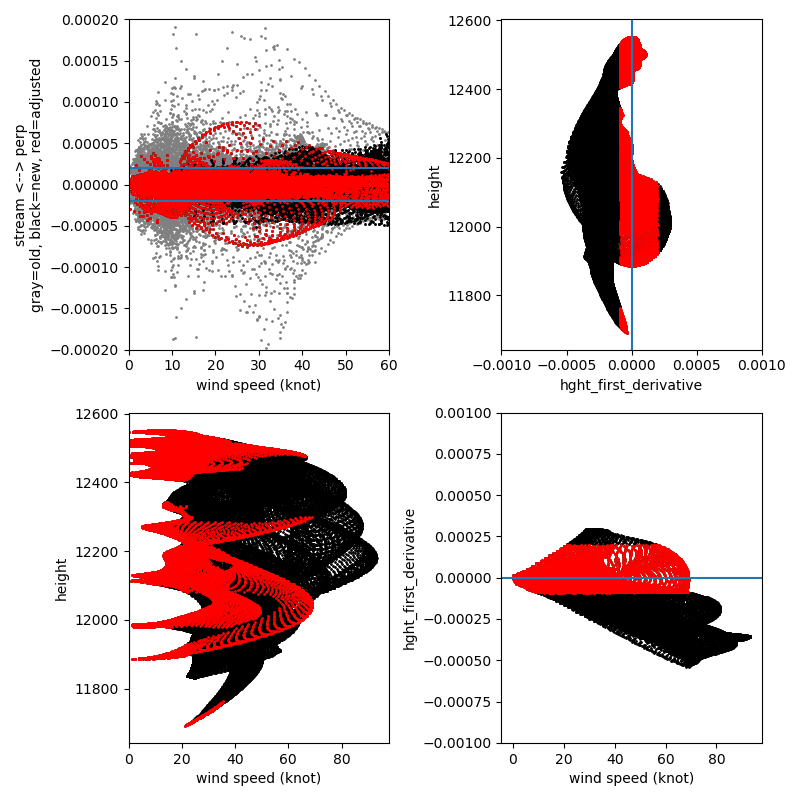 0.00020
0.00015
0.00010
0.00005
0.00000
−0.00005
−0.00010
−0.00015
−0.00020
stream <--> perp
gray=old, black=new, red=adjusted
0 10 20 30 40 50 60
wind speed (knot)
12600
12400
12200
12000
11800
height
−0.0010 −0.0005 0.0000 0.0005 0.0010
hght_first_derivative
12600
12400
12200
12000
11800
height
0 20 40 60 80
wind speed (knot)
0.00100
0.00075
0.00050
0.00025
0.00000
−0.00025
−0.00050
−0.00075
−0.00100
hght_first_derivative
0 20 40 60 80
wind speed (knot)